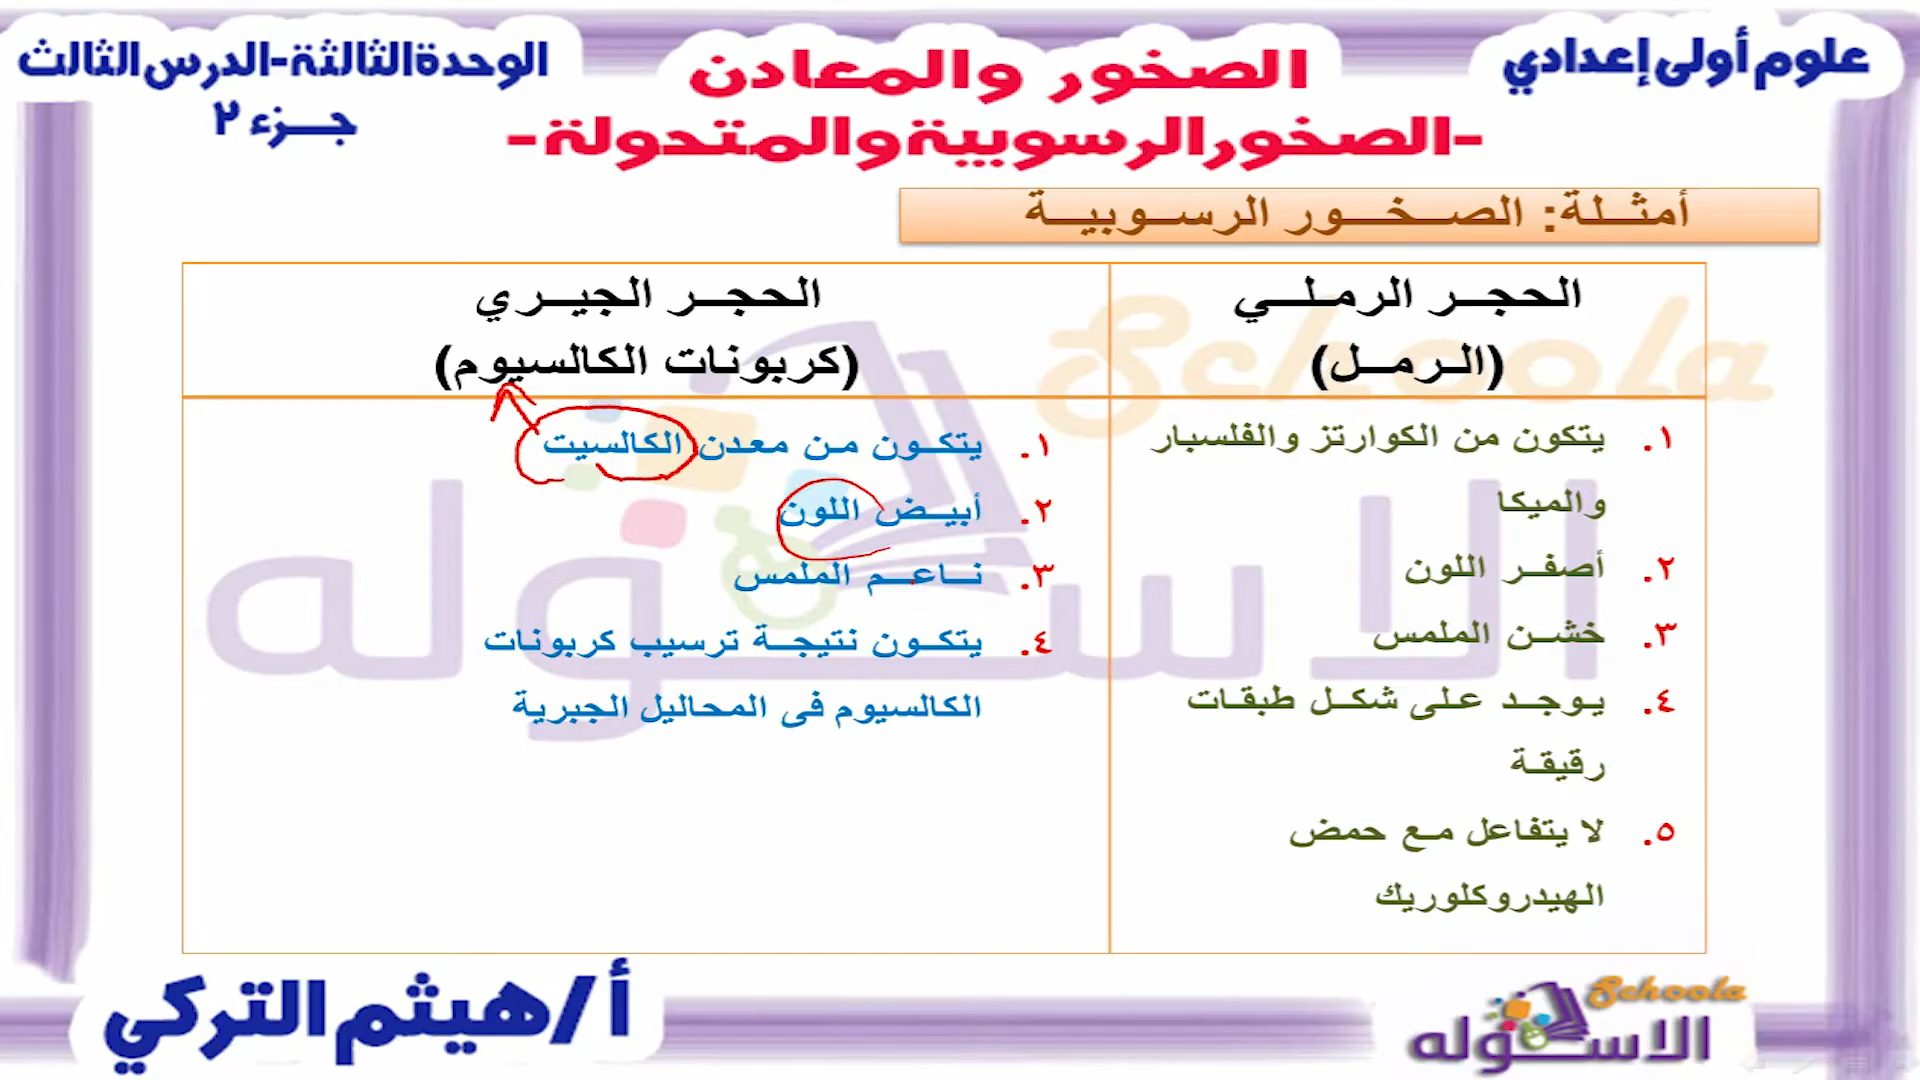 علوم أولى إعدادي
الصخور والمعادن
-الصخور الرسوبية والمتحولة-
الوحدة الثالثة-الدرس الثالث
جزء ٢
أمثلة: الصخور الرسوبية
الحجر الرملي
(الرمل)
١. يتكون من الكوارتز والفلسبار
والميكا
٢. أصفر اللون
٣. خشن الملمس
٤. يوجد على شكل طبقات
رقيقة
٥. لا يتفاعل مع حمض
الهيدروكلوريك
الحجر الجيري
(كربونات الكالسيوم)
١. يتكون من معدن الكالسيت
٢. أبيض اللون
٣. ناعم الملمس
٤. يتكون نتيجة ترسيب كربونات
الكالسيوم فى المحاليل الجبرية
Schoola
الاسكوله
أ/هيثم التركي
Schoola
الاسكوله